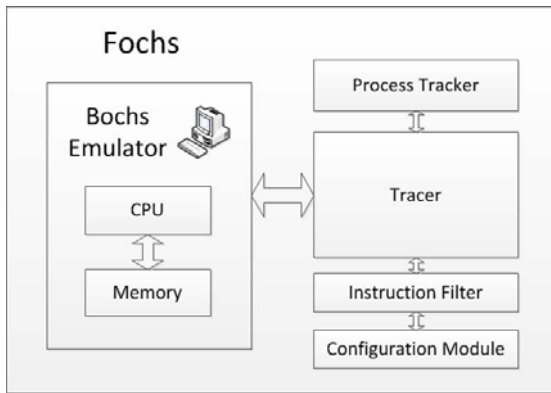 Fochs
Bochs
Emulator
CPU
Memory
Process Tracker
Tracer
Instruction Filter
Configuration Module